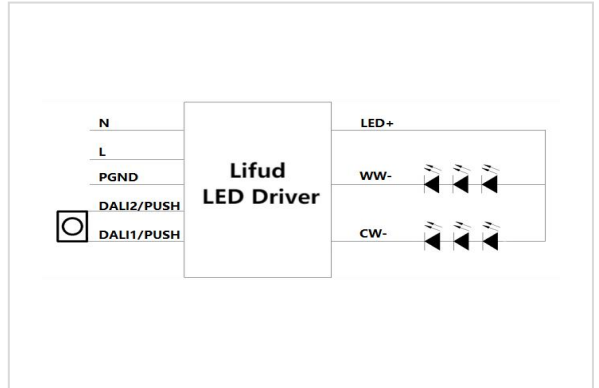 N
L
PGND
DALI2/PUSH
DALI1/PUSH
Lifud
LED Driver
LED+
WW-
CW-